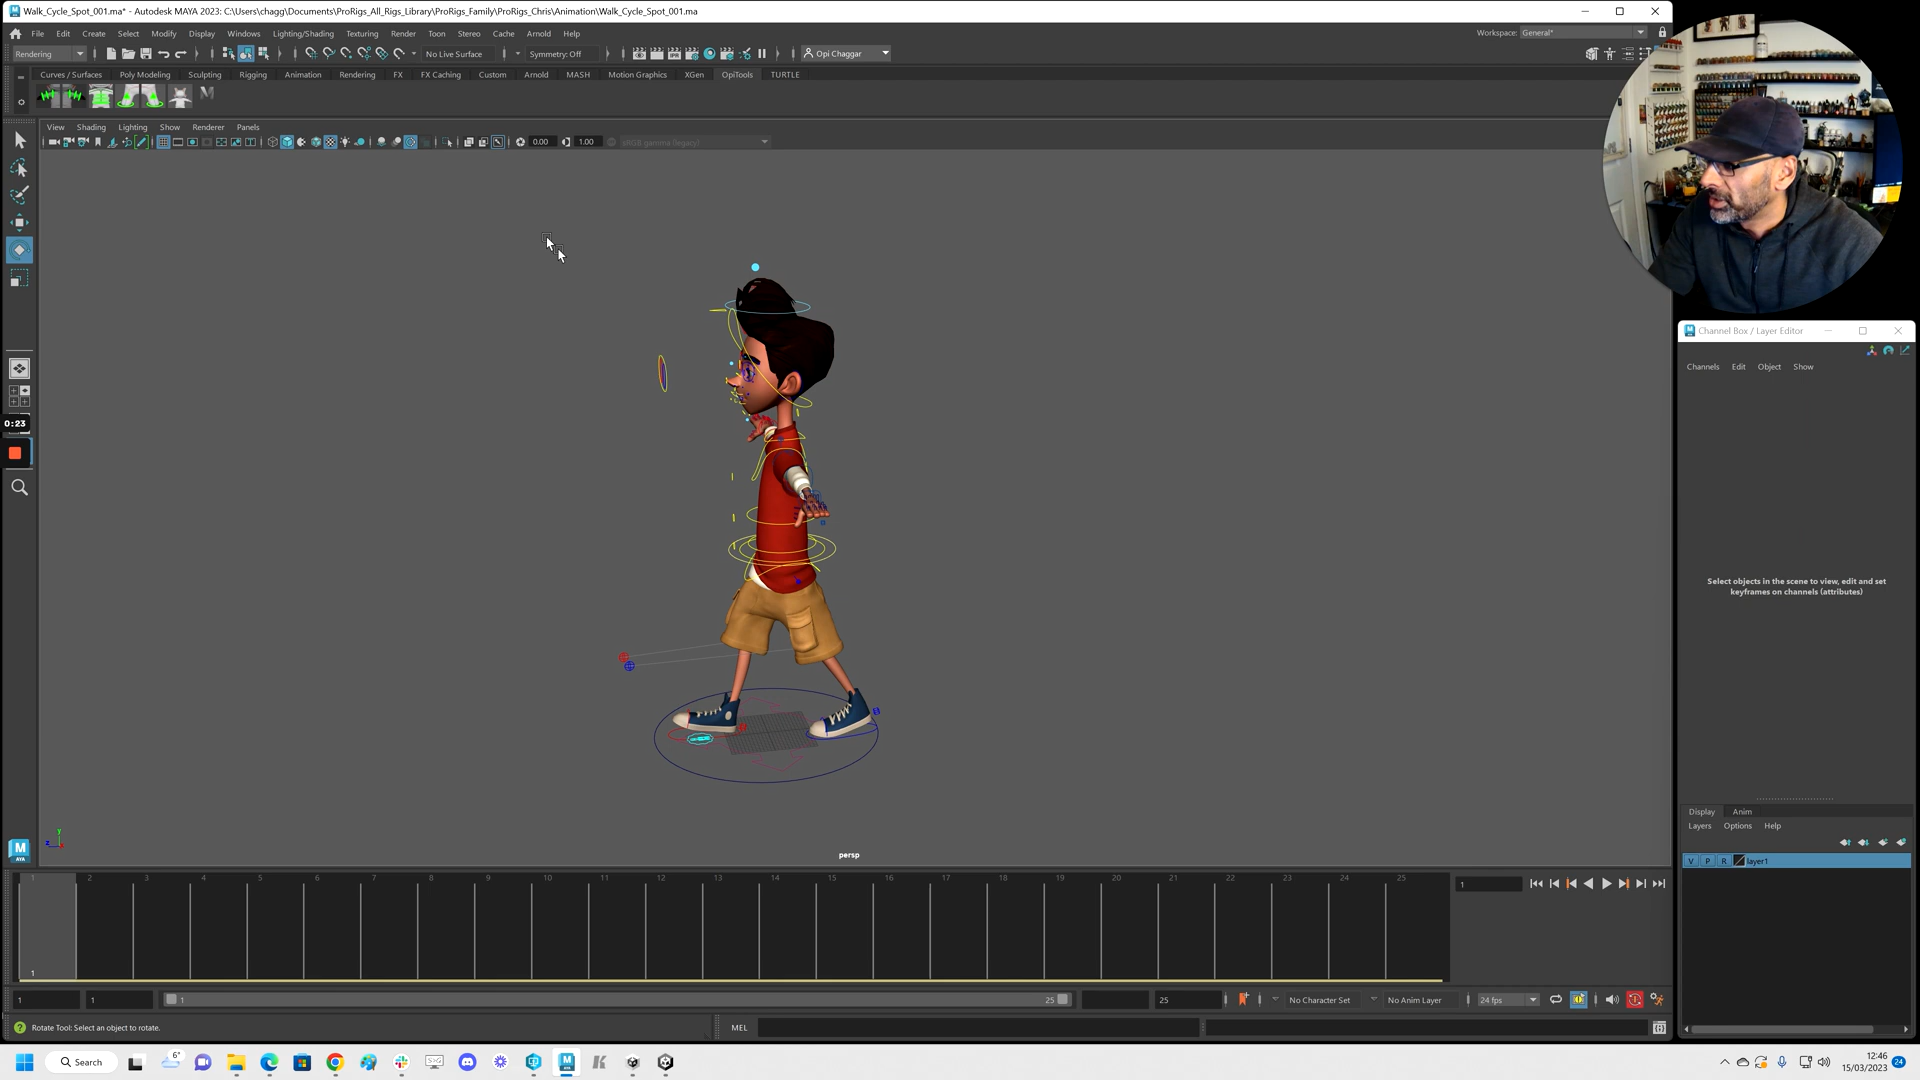 Walk_Cycle_Spot_001.ma* - Autodesk MAYA 2023: C:\Users\chagg\Documents\ProRigs_All_Rigs_Library\ProRigs_Family\ProRigs_Chris\Animation\Walk_Cycle_Spot_001.ma
File Edit Create Select Modify Display Windows Lighting/Shading Texturing Render Toon Stereo Cache Arnold Help
Workspace: General*
Rendering
No Live Surface
Symmetry: Off
Opi Chaggar
Curves / Surfaces Poly Modeling Sculpting Rigging Animation Rendering FX FX Caching Custom Arnold MASH Motion Graphics XGen OpiTools TURTLE
View Shading Lighting Show Renderer Panels
0.00
1.00
sRGB gamma (legacy)
Channel Box / Layer Editor
Channels Edit Object Show
0:23
Select objects in the scene to view, edit and set
keyframes on channels (attributes)
Display Anim
Layers Options Help
persp
V P R layer1
1 2 3 4 5 6 7 8 9 10 11 12 13 14 15 16 17 18 19 20 21 22 23 24 25
1
1
1 1 1 25 25
No Character Set
No Anim Layer
24 fps
Rotate Tool: Select an object to rotate.
MEL
Search
6°
12:46
15/03/2023
24